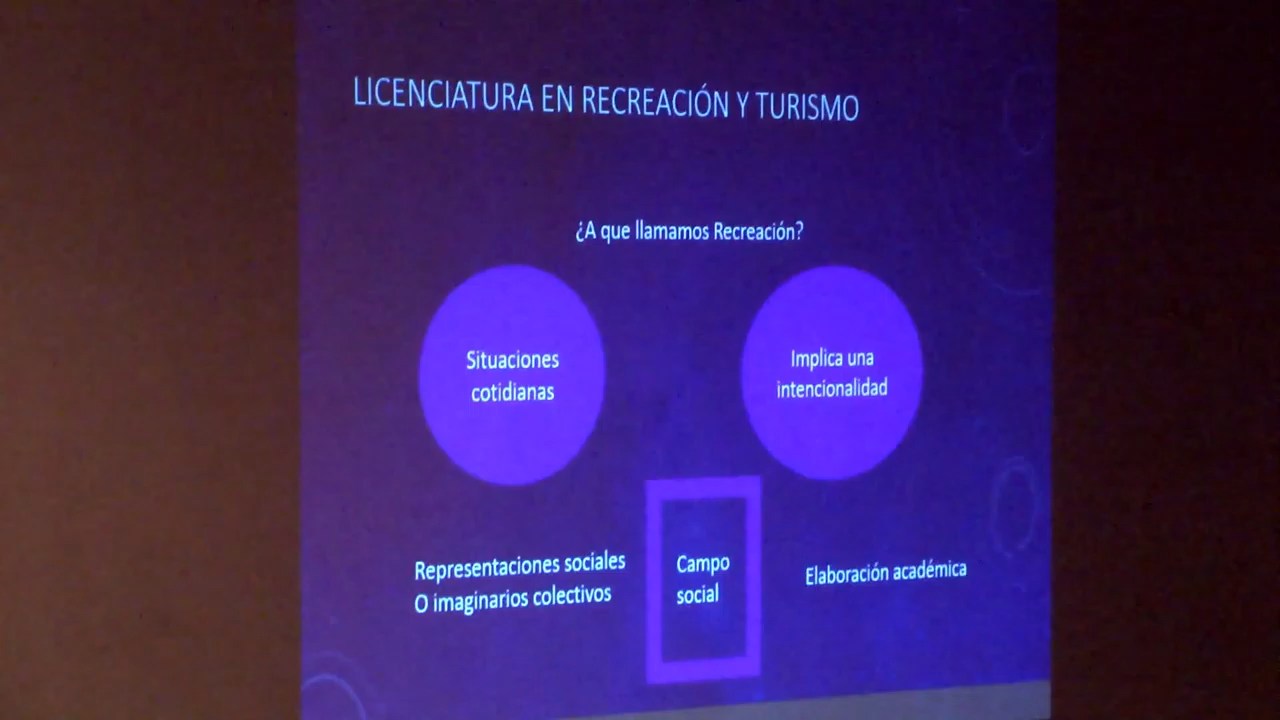 LICENCIATURA EN RECREACIÓN Y TURISMO
¿A que llamamos Recreación?
Situaciones
cotidianas
Implica una
intencionalidad
Representaciones sociales
O imaginarios colectivos
Campo
social
Elaboración académica